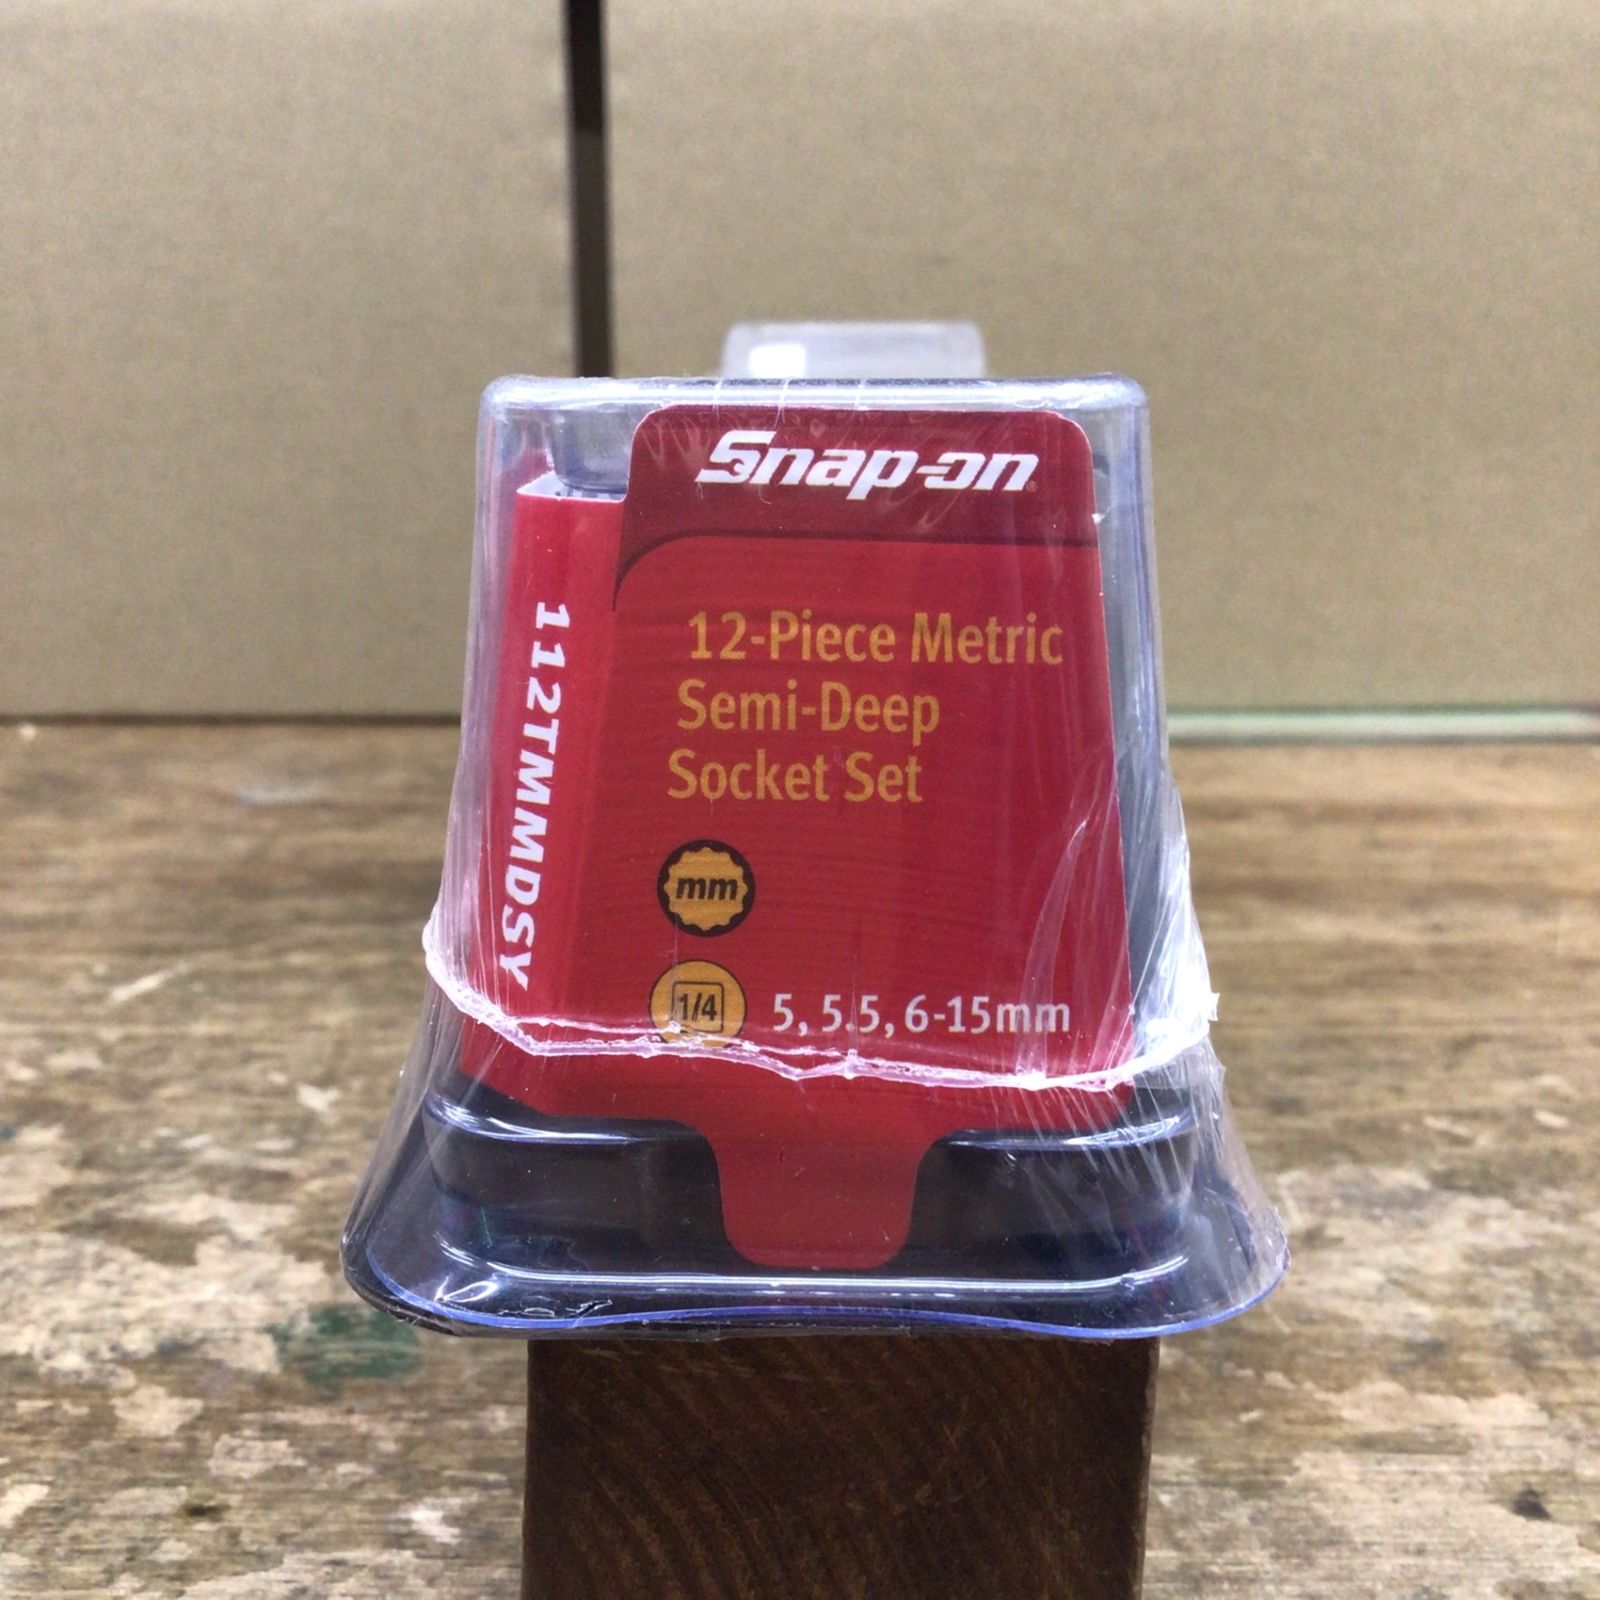 Snap-on
12-Piece Metric
Semi-Deep
Socket Set
mm
1/4
5, 5.5, 6-15mm
112TMMDSY